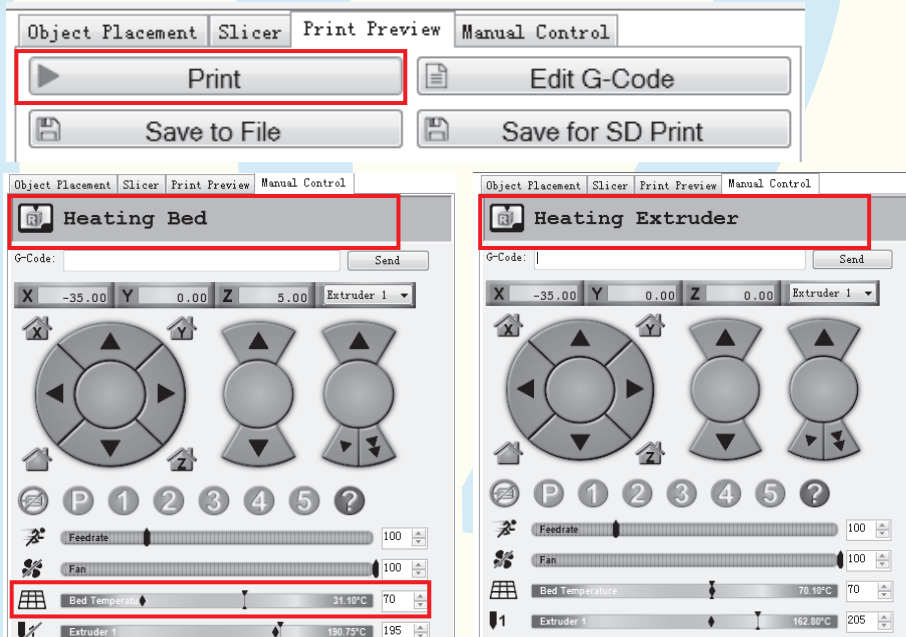 Object Placement Slicer Print Preview Manual Control
Print Edit G-Code
Save to File Save for SD Print
Object Placement Slicer Print Preview Manual Control
Heating Bed
G-Code: Send
X -35.00 Y 0.00 Z 5.00 Extruder 1
X Y
Z
P 1 2 3 4 5 ?
Feedrate 100
Fan 100
Bed Temperatu 31.10°C 70
Extruder 1 190.75°C 195
Object Placement Slicer Print Preview Manual Control
Heating Extruder
G-Code: Send
X -35.00 Y 0.00 Z 0.00 Extruder 1
X Y
Z
P 1 2 3 4 5 ?
Feedrate 100
Fan 100
Bed Temperature 70.10°C 70
1 Extruder 1 162.80°C 205